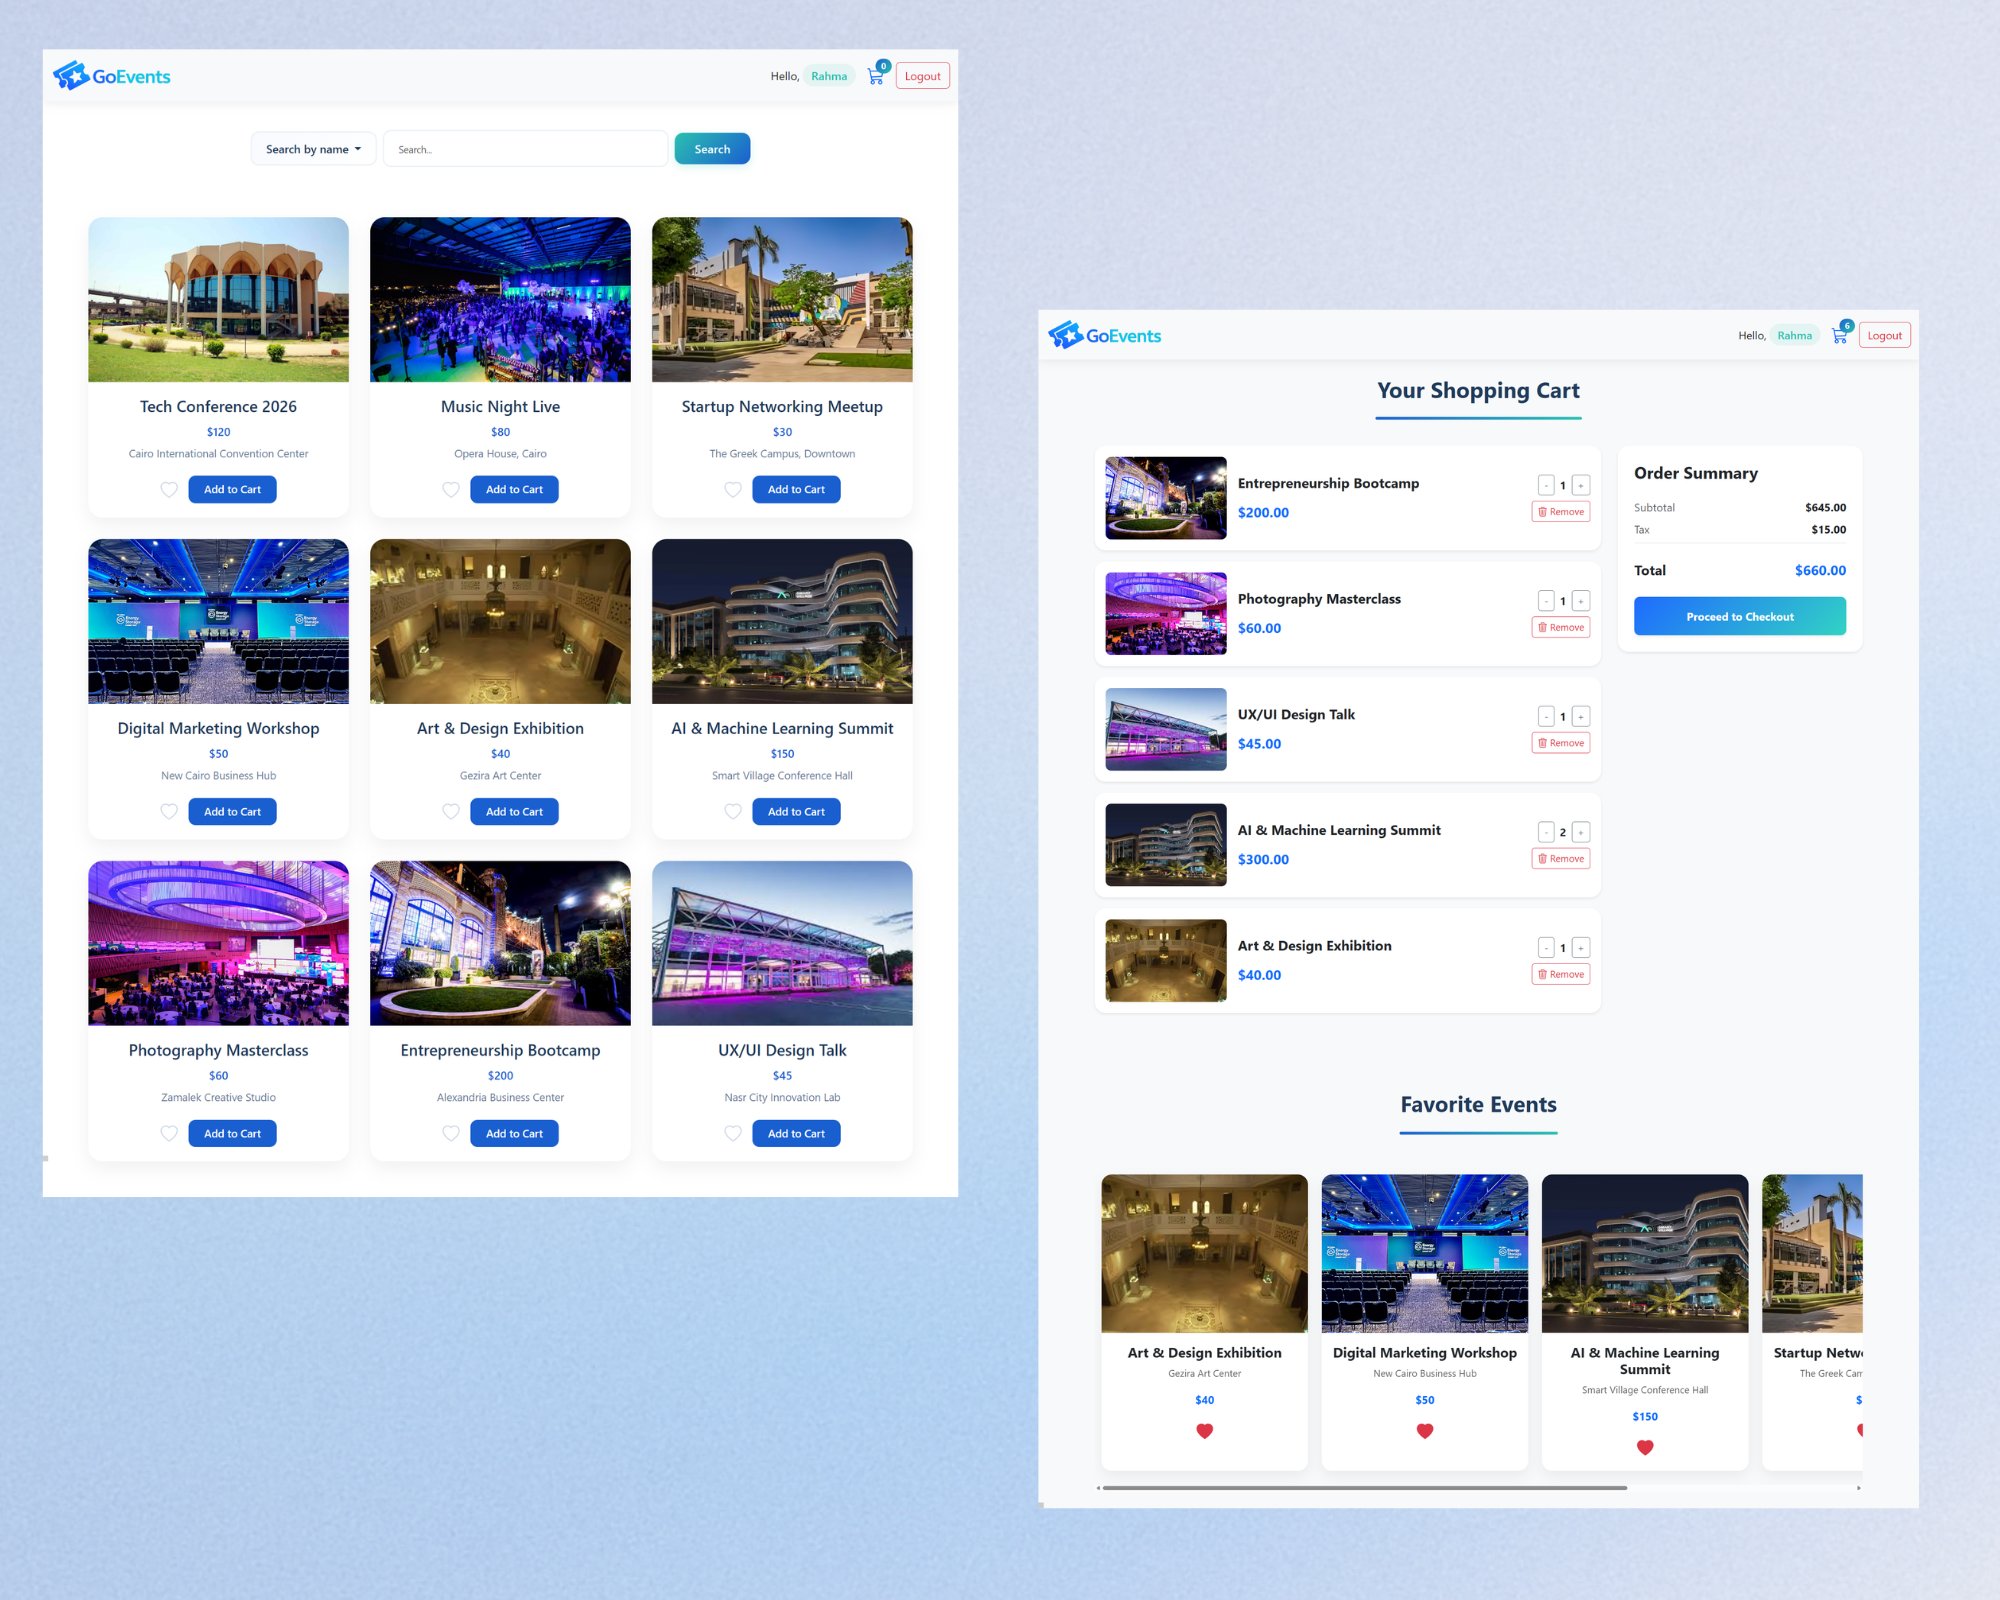 GoEvents
Hello, Rahma 0 Logout
Search by name Search... Search
Tech Conference 2026
$120
Cairo International Convention Center
Add to Cart
Music Night Live
$80
Opera House, Cairo
Add to Cart
Startup Networking Meetup
$30
The Greek Campus, Downtown
Add to Cart
Digital Marketing Workshop
$50
New Cairo Business Hub
Add to Cart
Art & Design Exhibition
$40
Gezira Art Center
Add to Cart
AI & Machine Learning Summit
$150
Smart Village Conference Hall
Add to Cart
Photography Masterclass
$60
Zamalek Creative Studio
Add to Cart
Entrepreneurship Bootcamp
$200
Alexandria Business Center
Add to Cart
UX/UI Design Talk
$45
Nasr City Innovation Lab
Add to Cart
GoEvents
Hello, Rahma 6 Logout
Your Shopping Cart
Entrepreneurship Bootcamp
$200.00
- 1 +
Remove
Photography Masterclass
$60.00
- 1 +
Remove
UX/UI Design Talk
$45.00
- 1 +
Remove
AI & Machine Learning Summit
$300.00
- 2 +
Remove
Art & Design Exhibition
$40.00
- 1 +
Remove
Order Summary
Subtotal $645.00
Tax $15.00
Total $660.00
Proceed to Checkout
Favorite Events
Art & Design Exhibition
Gezira Art Center
$40
Digital Marketing Workshop
New Cairo Business Hub
$50
AI & Machine Learning
Summit
Smart Village Conference Hall
$150
Startup Netw
The Greek Cam
$